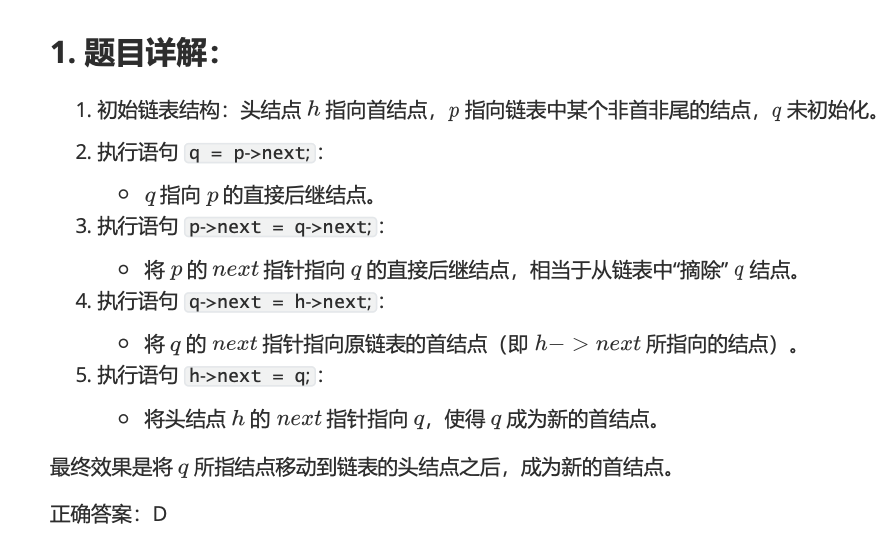 1. 题目详解：
1. 初始链表结构：头结点 h 指向首结点，p 指向链表中某个非首非尾的结点，q 未初始化。
2. 执行语句 q = p->next;：
○ q 指向 p 的直接后继结点。
3. 执行语句 p->next = q->next;：
○ 将 p 的 next 指针指向 q 的直接后继结点，相当于从链表中“摘除” q 结点。
4. 执行语句 q->next = h->next;：
○ 将 q 的 next 指针指向原链表的首结点（即 h− > next 所指向的结点）。
5. 执行语句 h->next = q;：
○ 将头结点 h 的 next 指针指向 q，使得 q 成为新的首结点。
最终效果是将 q 所指结点移动到链表的头结点之后，成为新的首结点。
正确答案：D